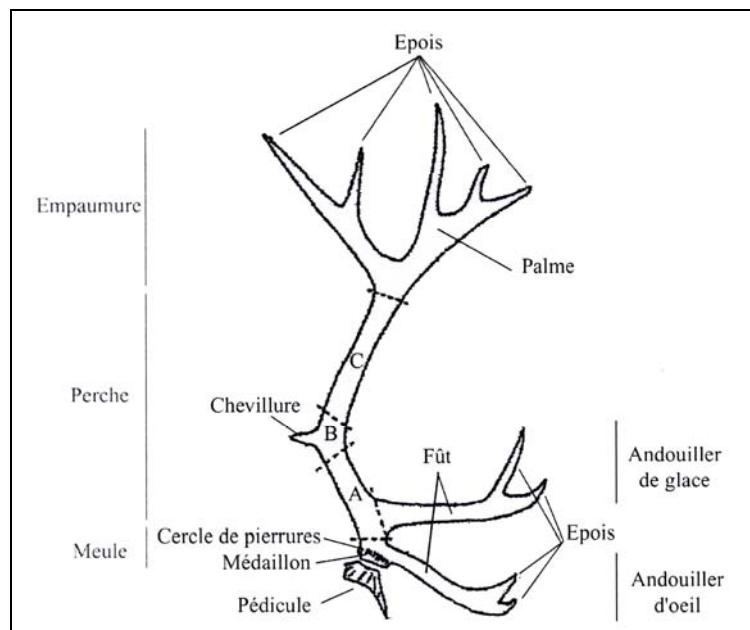 Epois
Empaumure
Palme
C
Perche
Chevillure
B
Fût
Andouiller
de glace
A
Cercle de pierrures
Epois
Meule
Médaillon
Pédicule
Andouiller
d'oeil